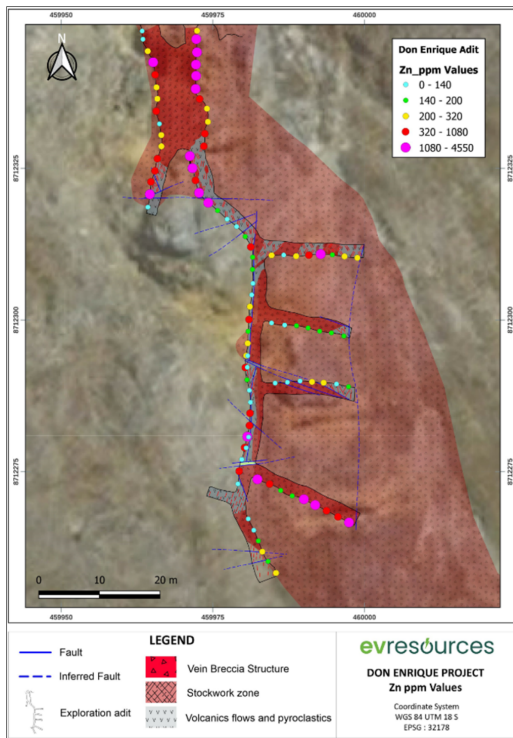 459950
459975
460000
N
Don Enrique Adit
Zn_ppm Values
0 - 140
140 - 200
200 - 320
320 - 1080
1080 - 4550
8712325
8712325
8712300
8712300
8712275
8712275
0 10 20 m
459950
459975
460000
LEGEND
Fault
Inferred Fault
Exploration adit
Vein Breccia Structure
Stockwork zone
Volcanics flows and pyroclastics
evresources
DON ENRIQUE PROJECT
Zn ppm Values
Coordinate System
WGS 84 UTM 18 S
EPSG : 32178